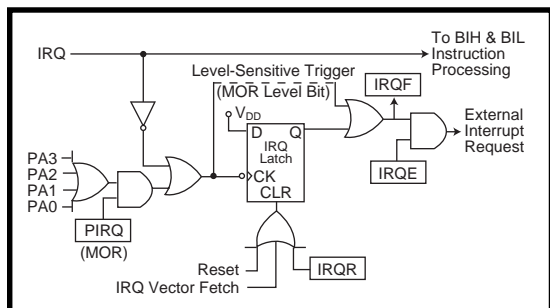 IRQ
To BIH & BIL
Instruction
Processing
Level-Sensitive Trigger
(MOR Level Bit)
IRQF
VDD
External
Interrupt
Request
D
Q
IRQ
Latch
CK
CLR
PA3
PA2
PA1
PA0
PIRQ
(MOR)
IRQE
Reset
IRQR
IRQ Vector Fetch